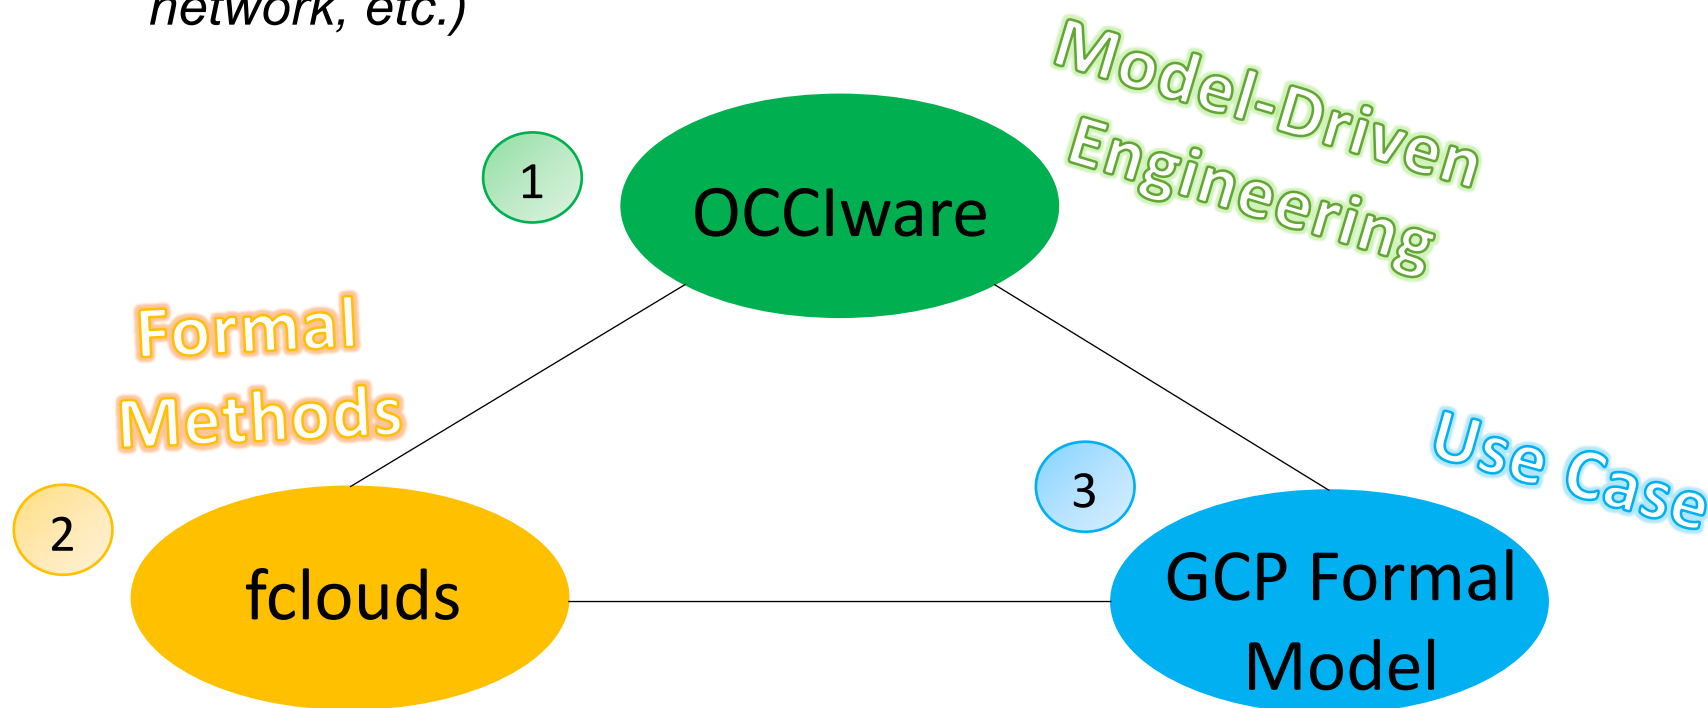 network, etc.)
Model-Driven
Engineering
1
OCCIware
Formal
Methods
Use Case
3
2
GCP Formal
fclouds
Model